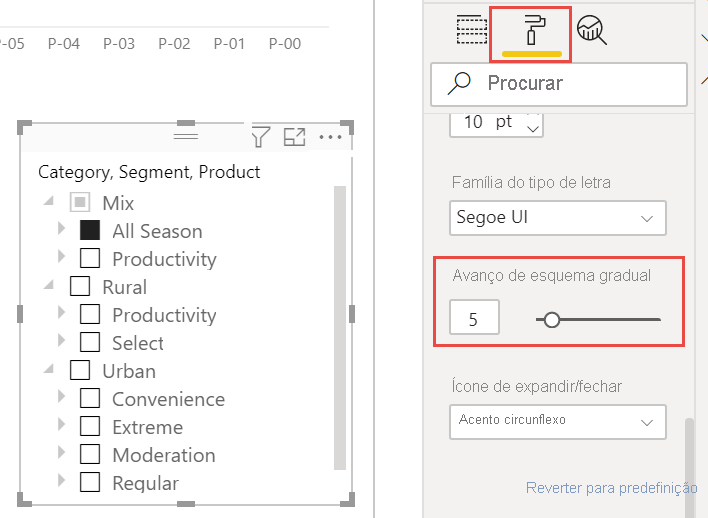 -05 P-04 P-03 P-02 P-01 P-00
Category, Segment, Product
Mix
All Season
Productivity
Rural
Productivity
Select
Urban
Convenience
Extreme
Moderation
Regular
Procurar
10 pt
Família do tipo de letra
Segoe UI
Avanço de esquema gradual
5
Ícone de expandir/fechar
Acento circunflexo
Reverter para predefinição